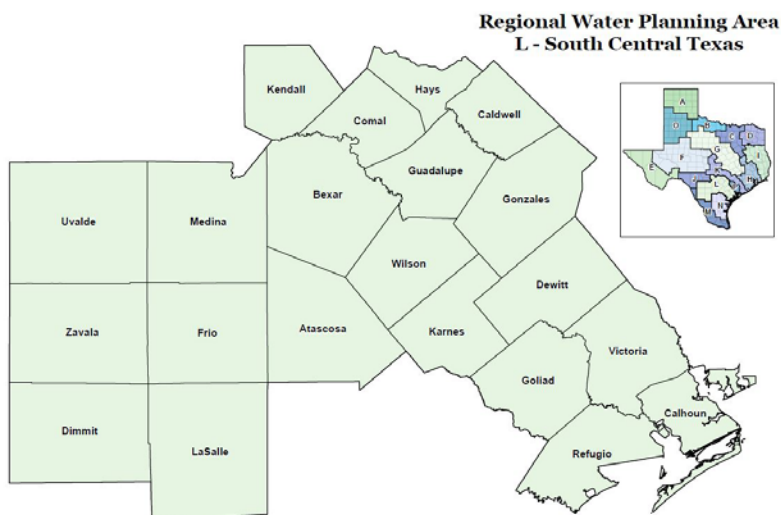 Regional Water Planning Area
L - South Central Texas
Kendall
Hays
Comal
Caldwell
Guadalupe
Bexar
Gonzales
Uvalde
Medina
Wilson
Dewitt
Zavala
Frio
Atascosa
Karnes
Victoria
Goliad
Calhoun
Dimmit
LaSalle
Refugio
A
O
B
C
D
G
I
F
E
H
J
L
N
M